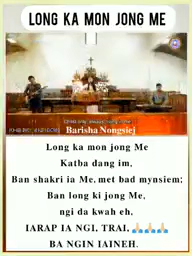 LONG KA MON JONG ME
Barisha Nongsiej
Long ka mon jong Me
Katba dang im,
Ban shakri ia Me, met bad mynsiem;
Ban long ki jong Me,
ngi da kwah eh,
IARAP IA NGI, TRAI, 🙏🙏🙏🙏
BA NGIN IAINEH.